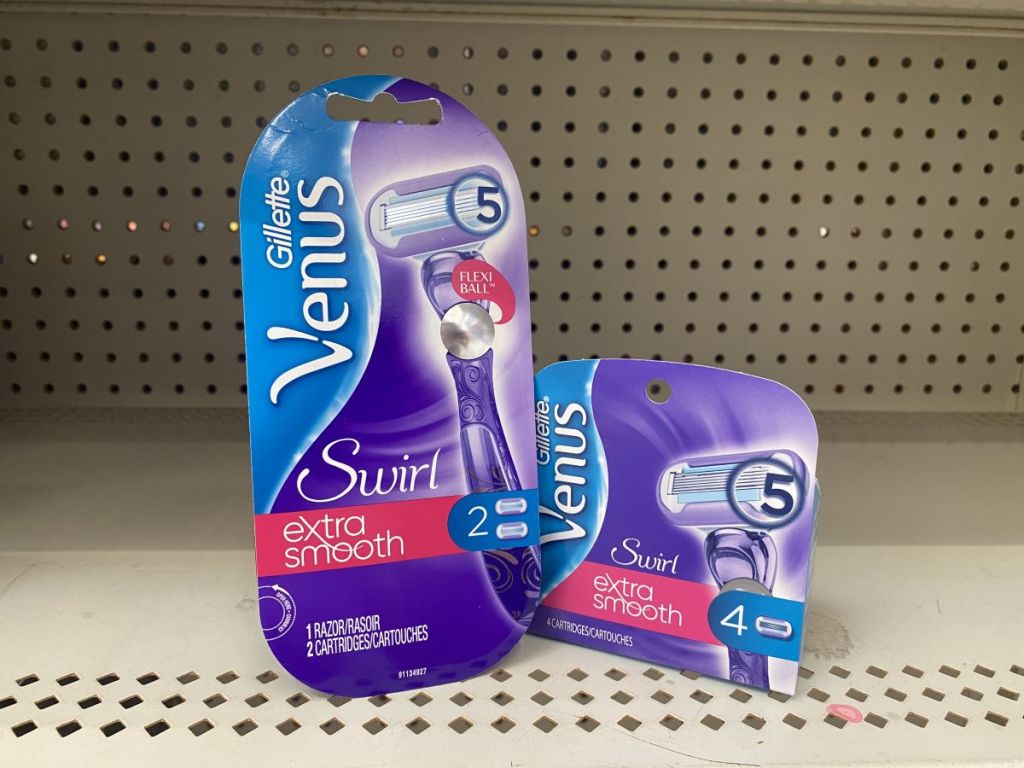 Gillette®
Venus
5
FLEXI
BALL™
Swirl
extra
smooth
2
1 RAZOR/RASOIR
2 CARTRIDGES/CARTOUCHES
91134927
Gillette®
Venus
5
Swirl
extra
smooth
4
4 CARTRIDGES/CARTOUCHES